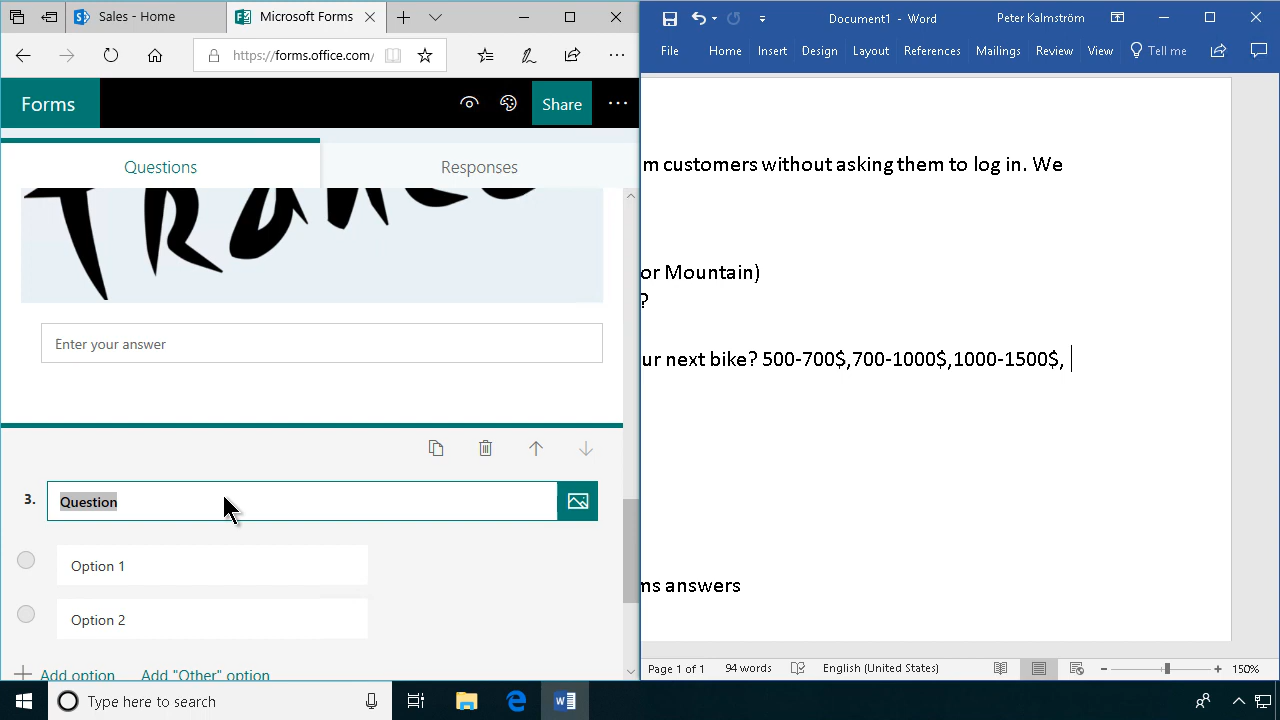 Sales - Home
Microsoft Forms
https://forms.office.com/
Forms
Share
Questions
Responses
Enter your answer
3.
Question
Option 1
Option 2
Add option
Add "Other" option
Document1 - Word
Peter Kalmström
File
Home
Insert
Design
Layout
References
Mailings
Review
View
Tell me
m customers without asking them to log in. We
or Mountain)
?
ur next bike? 500-700$,700-1000$,1000-1500$,
ms answers
Page 1 of 1
94 words
English (United States)
150%
Type here to search